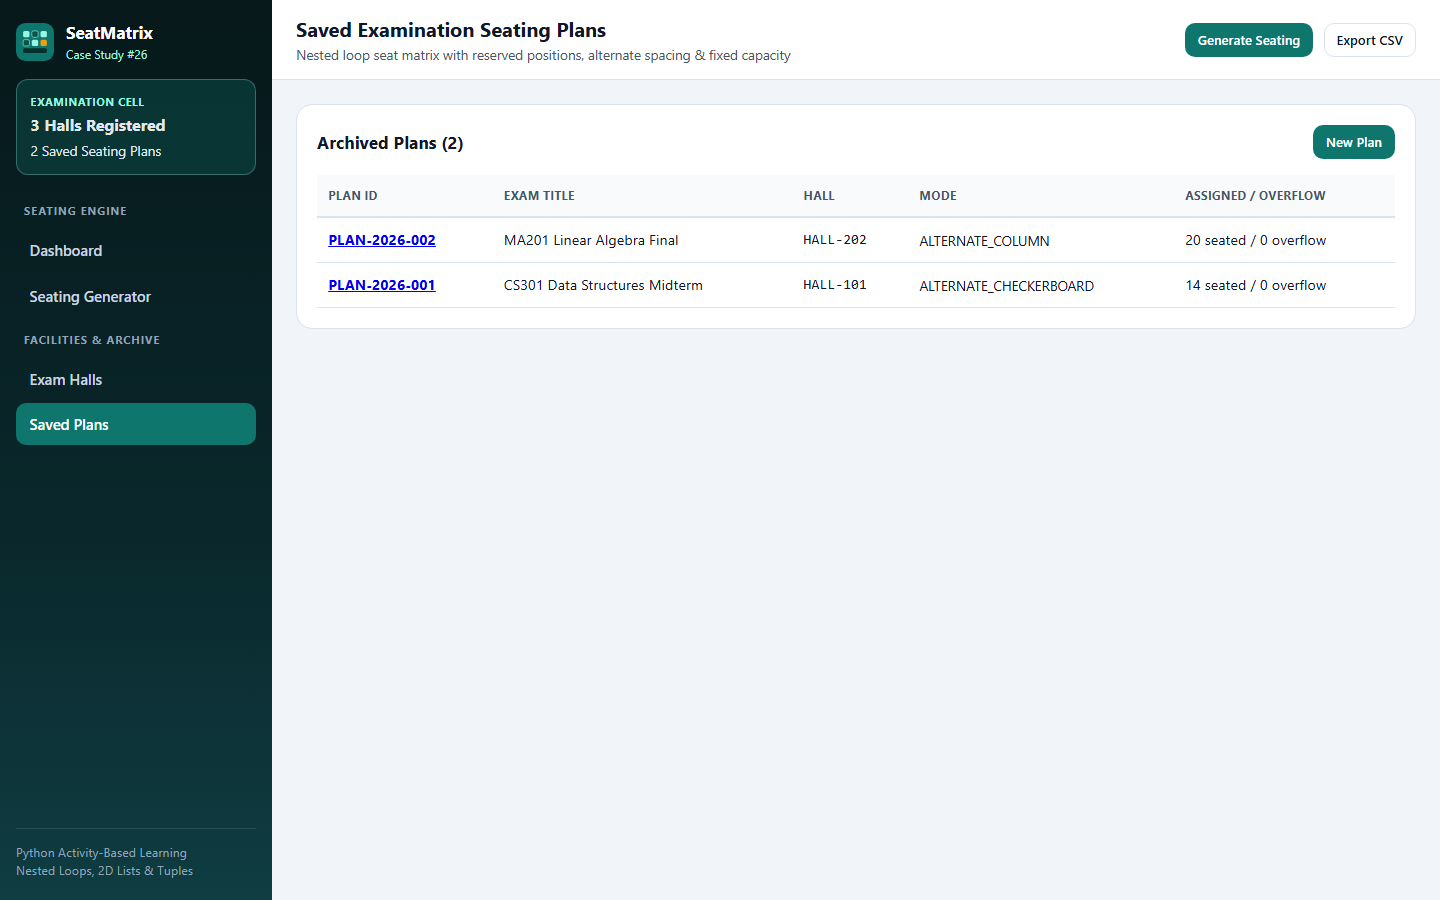 SeatMatrix
Case Study #26
EXAMINATION CELL
3 Halls Registered
2 Saved Seating Plans
SEATING ENGINE
Dashboard
Seating Generator
FACILITIES & ARCHIVE
Exam Halls
Saved Plans
Python Activity-Based Learning
Nested Loops, 2D Lists & Tuples
Saved Examination Seating Plans
Nested loop seat matrix with reserved positions, alternate spacing & fixed capacity
Generate Seating
Export CSV
Archived Plans (2)
New Plan
PLAN ID EXAM TITLE HALL MODE ASSIGNED / OVERFLOW
PLAN-2026-002 MA201 Linear Algebra Final HALL-202 ALTERNATE_COLUMN 20 seated / 0 overflow
PLAN-2026-001 CS301 Data Structures Midterm HALL-101 ALTERNATE_CHECKERBOARD 14 seated / 0 overflow